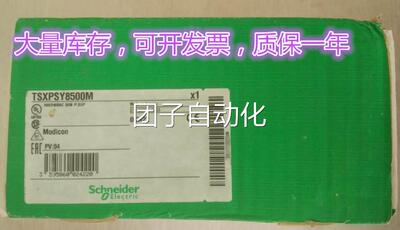 大量库存，可开发票，质保一年
TSXPSY8500M
x1
团子自动化
Modicon
EAC
PV:04
Schneider
Electric